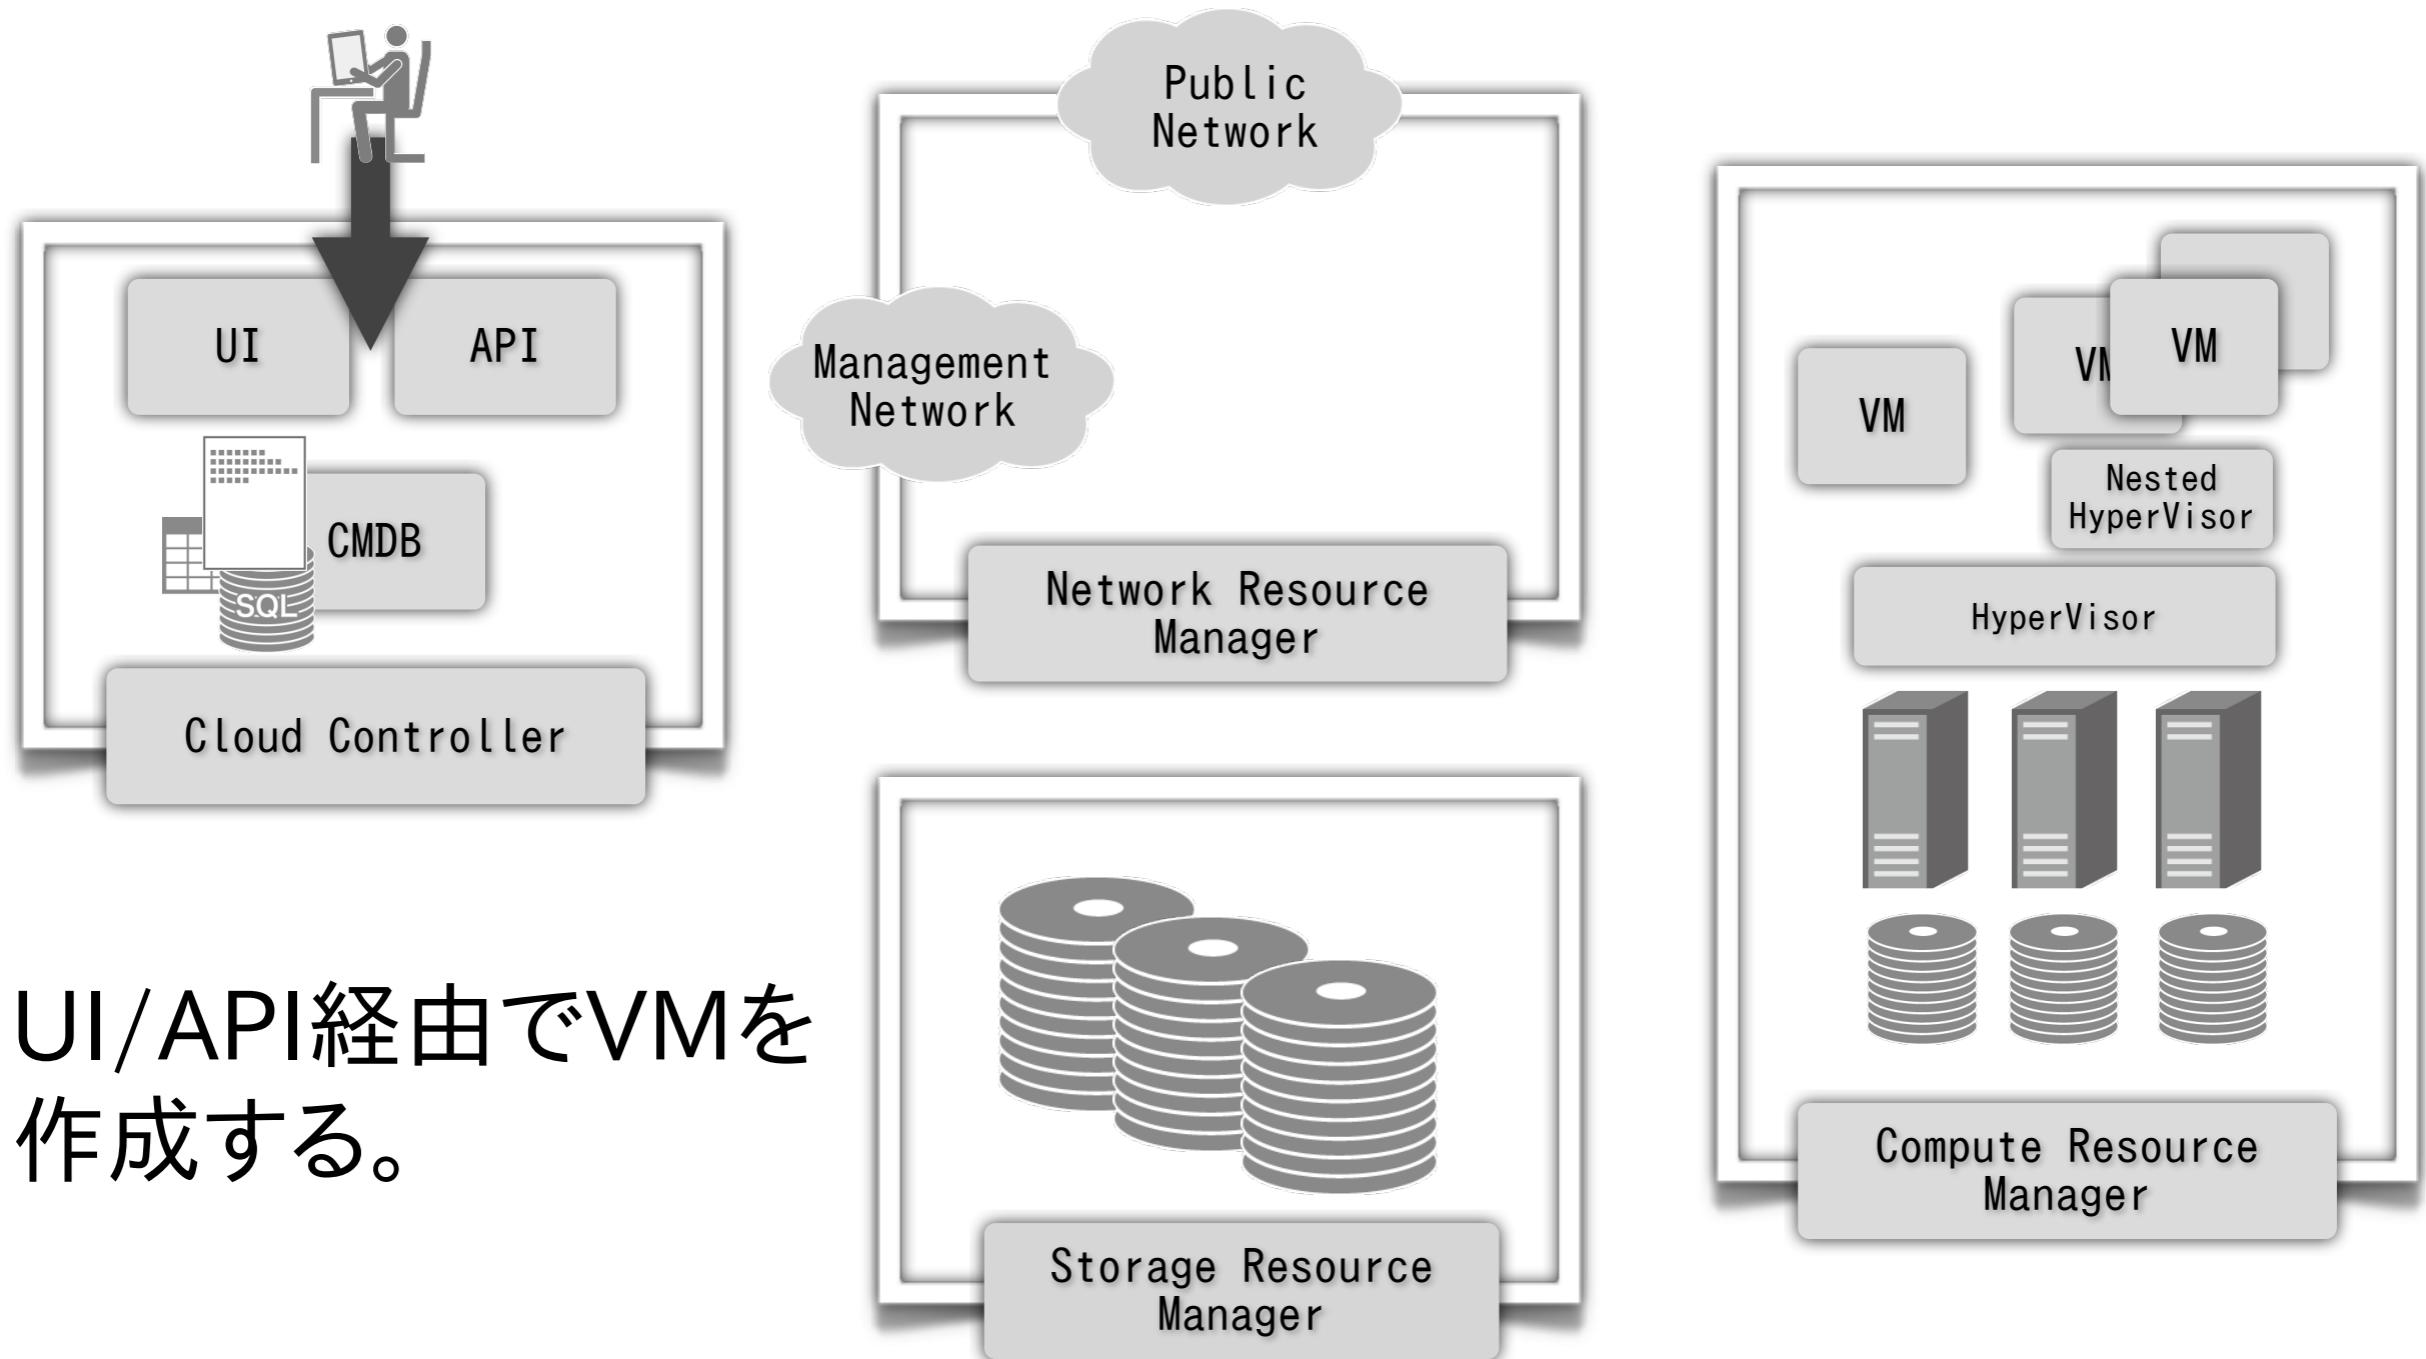 UI
API
CMDB
SQL
Cloud Controller
UI/API経由でVMを
作成する。
Public
Network
Management
Network
Network Resource
Manager
Storage Resource
Manager
VM
VM
VM
Nested
HyperVisor
HyperVisor
Compute Resource
Manager